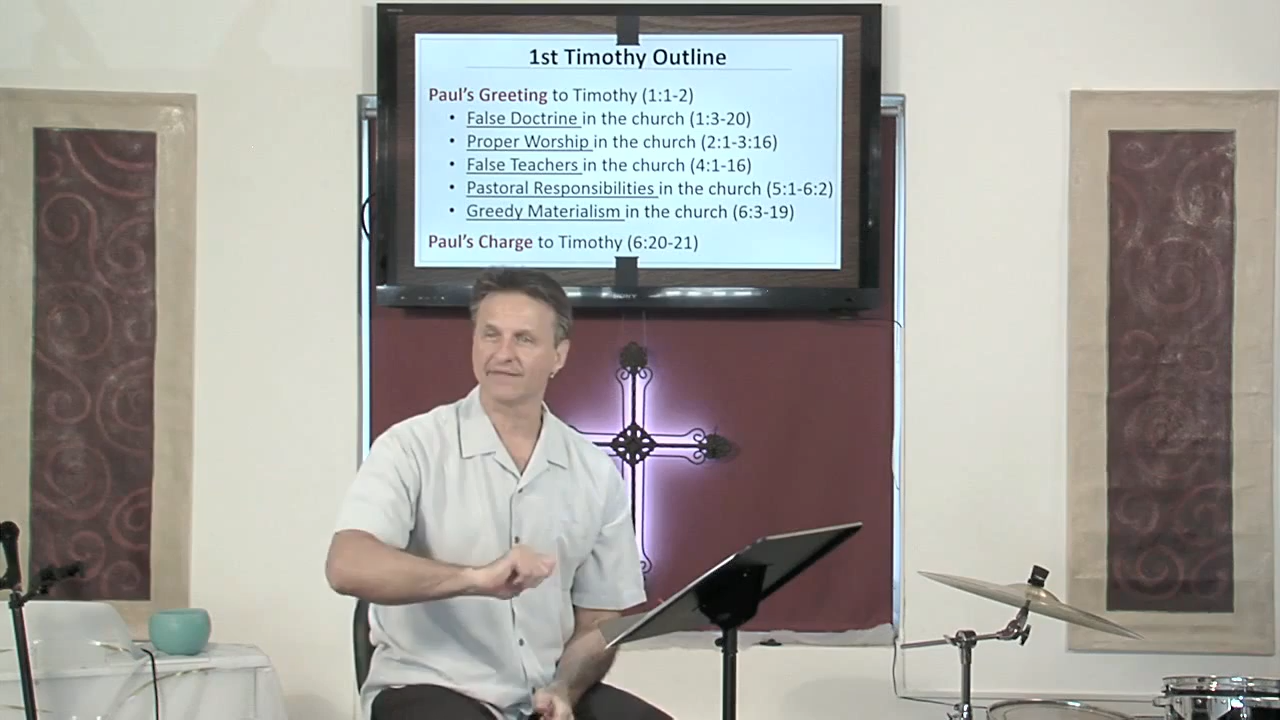 1st Timothy Outline
Paul's Greeting to Timothy (1:1-2)
• False Doctrine in the church (1:3-20)
• Proper Worship in the church (2:1-3:16)
• False Teachers in the church (4:1-16)
• Pastoral Responsibilities in the church (5:1-6:2)
• Greedy Materialism in the church (6:3-19)
Paul's Charge to Timothy (6:20-21)
SONY